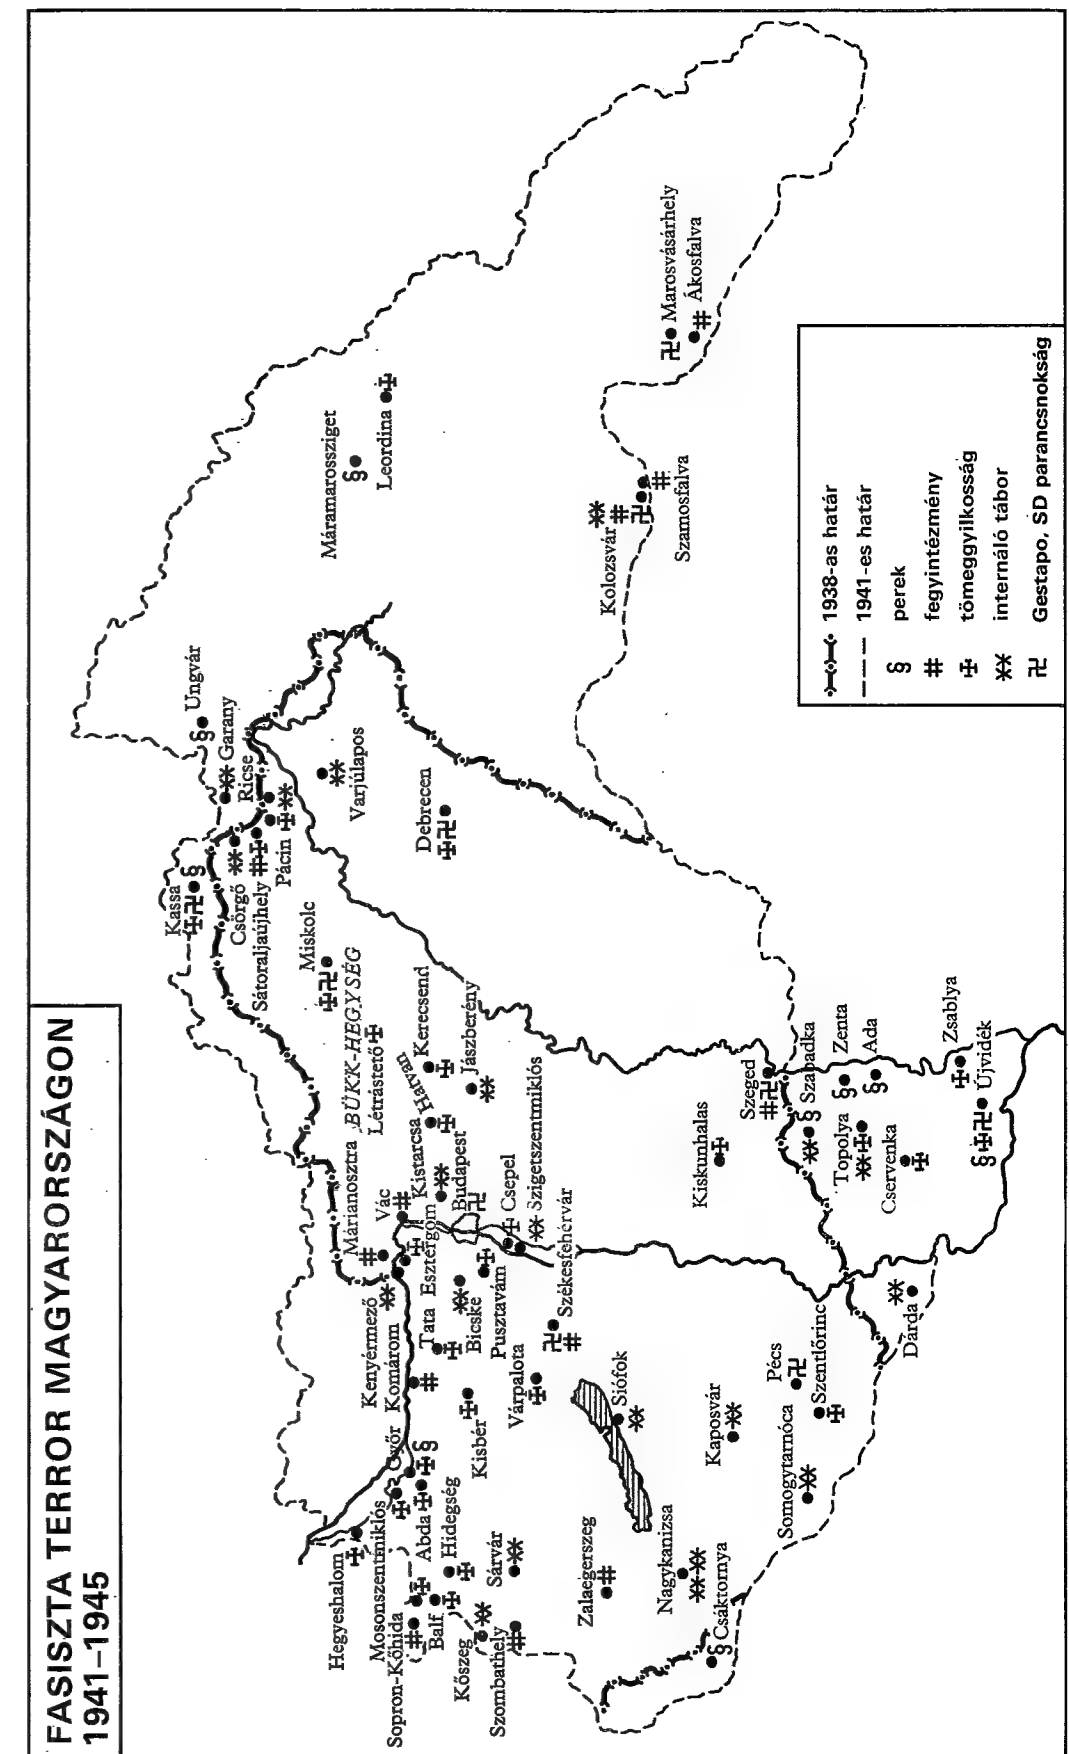 FASISZTA TERROR MAGYARORSZÁGON
1941–1945
Ungvár
Garany
Ricse
Kassa
Csörgő
Sátoraljaújhely
Pácin
Varjúlapos
Debrecen
Miskolc
BÜKK-HEGYSÉG
Létrástető
Máramarossziget
Leordina
Marosvásárhely
Ákosfalva
Kolozsvár
Szamosfalva
Kerecsend
Hatvan
Jászberény
Márianosztra
Vác
Kistarcsa
Budapest
Csepel
Szigetszentmiklós
Esztergom
Kenyérmező
Komárom
Tata
Bicske
Pusztavám
Székesfehérvár
Várpalota
Kisbér
Győr
Abda
Mosonszentmiklós
Hegyeshalom
Hidegség
Sopron-Kőhida
Balf
Kőszeg
Sárvár
Szombathely
Zalaegerszeg
Nagykanizsa
Csáktornya
Siófok
Kaposvár
Somogytarnóca
Pécs
Szentlőrinc
Dárda
Kiskunhalas
Szeged
Szabadka
Zenta
Ada
Topolya
Cservenka
Zsablya
Újvidék
1938-as határ
1941-es határ
§ perek
fegyintézmény
tömeggyilkosság
internáló tábor
Gestapo, SD parancsnokság